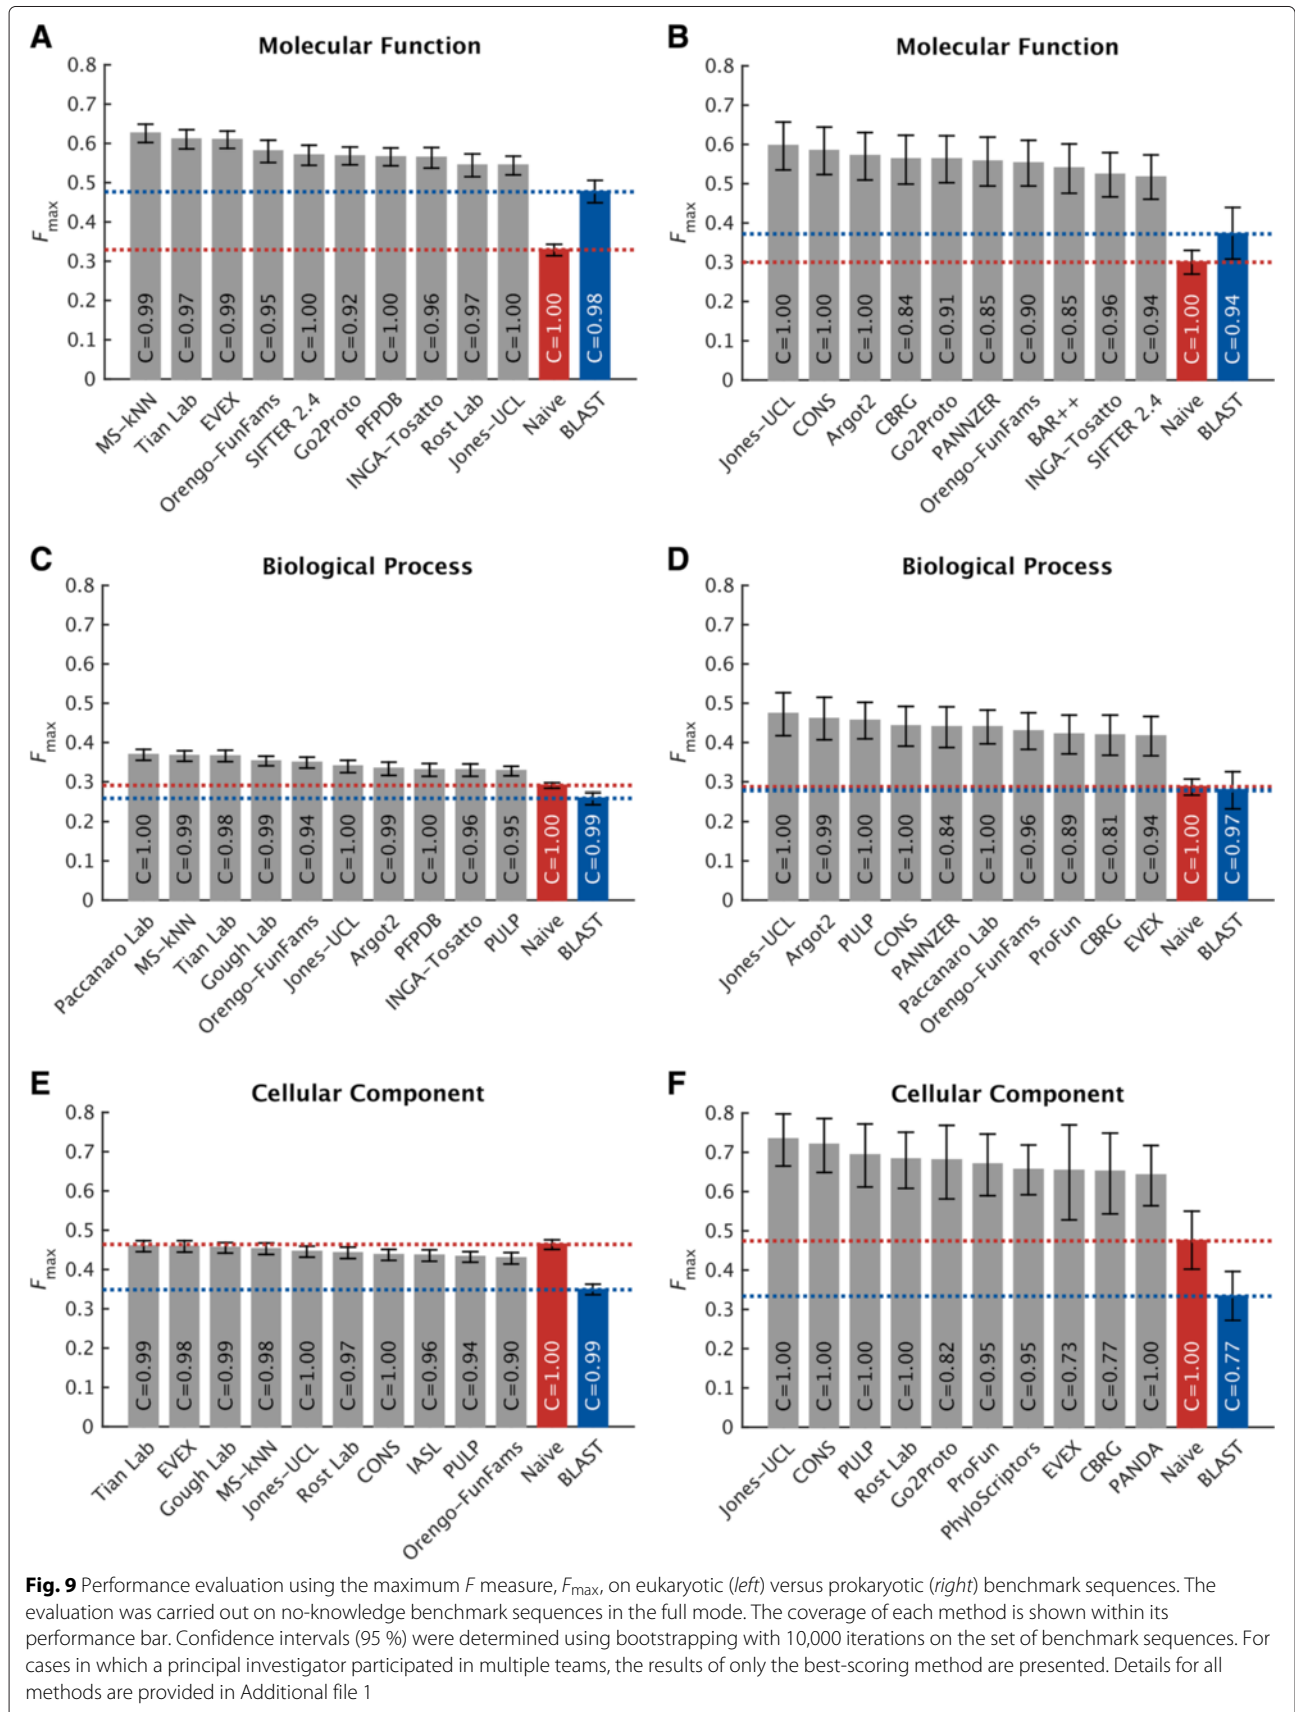 A
Molecular Function
0.8
0.7
0.6
0.5
0.4
0.3
0.2
0.1
0
Fmax
C=0.99
C=0.97
C=0.99
C=0.95
C=1.00
C=0.92
C=1.00
C=0.96
C=0.97
C=1.00
C=1.00
C=0.98
MS-kNN
Tian Lab
EVEX
Orengo-FunFams
SIFTER 2.4
Go2Proto
PFPDB
INGA-Tosatto
Rost Lab
Jones-UCL
Naive
BLAST
B
Molecular Function
0.8
0.7
0.6
0.5
0.4
0.3
0.2
0.1
0
Fmax
C=1.00
C=1.00
C=1.00
C=0.84
C=0.91
C=0.85
C=0.90
C=0.85
C=0.96
C=0.94
C=1.00
C=0.94
Jones-UCL
CONS
Argot2
CBRG
Go2Proto
PANNZER
Orengo-FunFams
BAR++
INGA-Tosatto
SIFTER 2.4
Naive
BLAST
C
Biological Process
0.8
0.7
0.6
0.5
0.4
0.3
0.2
0.1
0
Fmax
C=1.00
C=0.99
C=0.98
C=0.99
C=0.94
C=1.00
C=0.99
C=1.00
C=0.96
C=0.95
C=1.00
C=0.99
Paccanaro Lab
MS-kNN
Tian Lab
Gough Lab
Orengo-FunFams
Jones-UCL
Argot2
PFPDB
INGA-Tosatto
PULP
Naive
BLAST
D
Biological Process
0.8
0.7
0.6
0.5
0.4
0.3
0.2
0.1
0
Fmax
C=1.00
C=0.99
C=1.00
C=1.00
C=0.84
C=1.00
C=0.96
C=0.89
C=0.81
C=0.94
C=1.00
C=0.97
Jones-UCL
Argot2
PULP
CONS
PANNZER
Paccanaro Lab
Orengo-FunFams
ProFun
CBRG
EVEX
Naive
BLAST
E
Cellular Component
0.8
0.7
0.6
0.5
0.4
0.3
0.2
0.1
0
Fmax
C=0.99
C=0.98
C=0.99
C=0.98
C=1.00
C=0.97
C=1.00
C=0.96
C=0.94
C=0.90
C=1.00
C=0.99
Tian Lab
EVEX
Gough Lab
MS-kNN
Jones-UCL
Rost Lab
CONS
IASL
PULP
Orengo-FunFams
Naive
BLAST
F
Cellular Component
0.8
0.7
0.6
0.5
0.4
0.3
0.2
0.1
0
Fmax
C=1.00
C=1.00
C=1.00
C=1.00
C=0.82
C=0.95
C=0.95
C=0.73
C=0.77
C=1.00
C=1.00
C=0.77
Jones-UCL
CONS
PULP
Rost Lab
Go2Proto
ProFun
PhyloScriptors
EVEX
CBRG
PANDA
Naive
BLAST
Fig. 9 Performance evaluation using the maximum F measure, Fmax, on eukaryotic (left) versus prokaryotic (right) benchmark sequences. The
evaluation was carried out on no-knowledge benchmark sequences in the full mode. The coverage of each method is shown within its
performance bar. Confidence intervals (95 %) were determined using bootstrapping with 10,000 iterations on the set of benchmark sequences. For
cases in which a principal investigator participated in multiple teams, the results of only the best-scoring method are presented. Details for all
methods are provided in Additional file 1